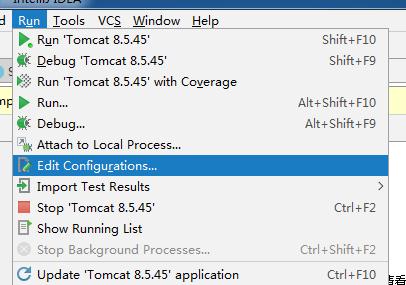 IntelliJ IDEA
Run Tools VCS Window Help
Run 'Tomcat 8.5.45' Shift+F10
Debug 'Tomcat 8.5.45' Shift+F9
Run 'Tomcat 8.5.45' with Coverage
Run... Alt+Shift+F10
Debug... Alt+Shift+F9
Attach to Local Process...
Edit Configurations...
Import Test Results
Stop 'Tomcat 8.5.45' Ctrl+F2
Show Running List
Stop Background Processes... Ctrl+Shift+F2
Update 'Tomcat 8.5.45' application Ctrl+F10